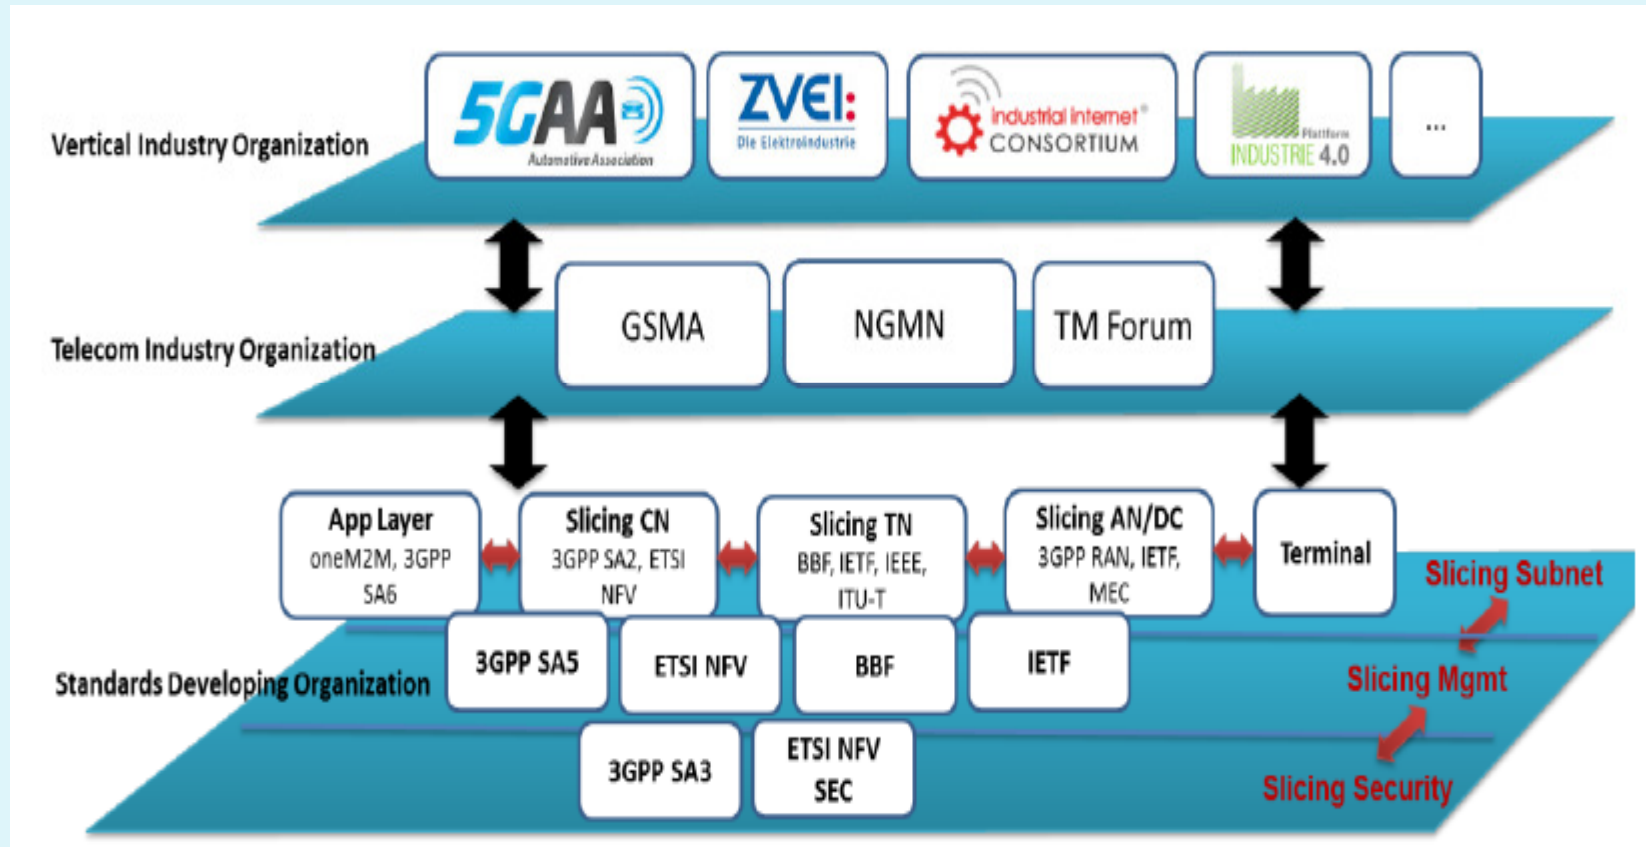 5GAA
Automotive Association
ZVEI:
Die Elektroindustrie
industrial internet®
CONSORTIUM
Plattform
INDUSTRIE 4.0
...
Vertical Industry Organization
GSMA
NGMN
TM Forum
Telecom Industry Organization
App Layer
oneM2M, 3GPP
SA6
Slicing CN
3GPP SA2, ETSI
NFV
Slicing TN
BBF, IETF, IEEE,
ITU-T
Slicing AN/DC
3GPP RAN, IETF,
MEC
Terminal
Slicing Subnet
3GPP SA5
ETSI NFV
BBF
IETF
Slicing Mgmt
Standards Developing Organization
3GPP SA3
ETSI NFV
SEC
Slicing Security